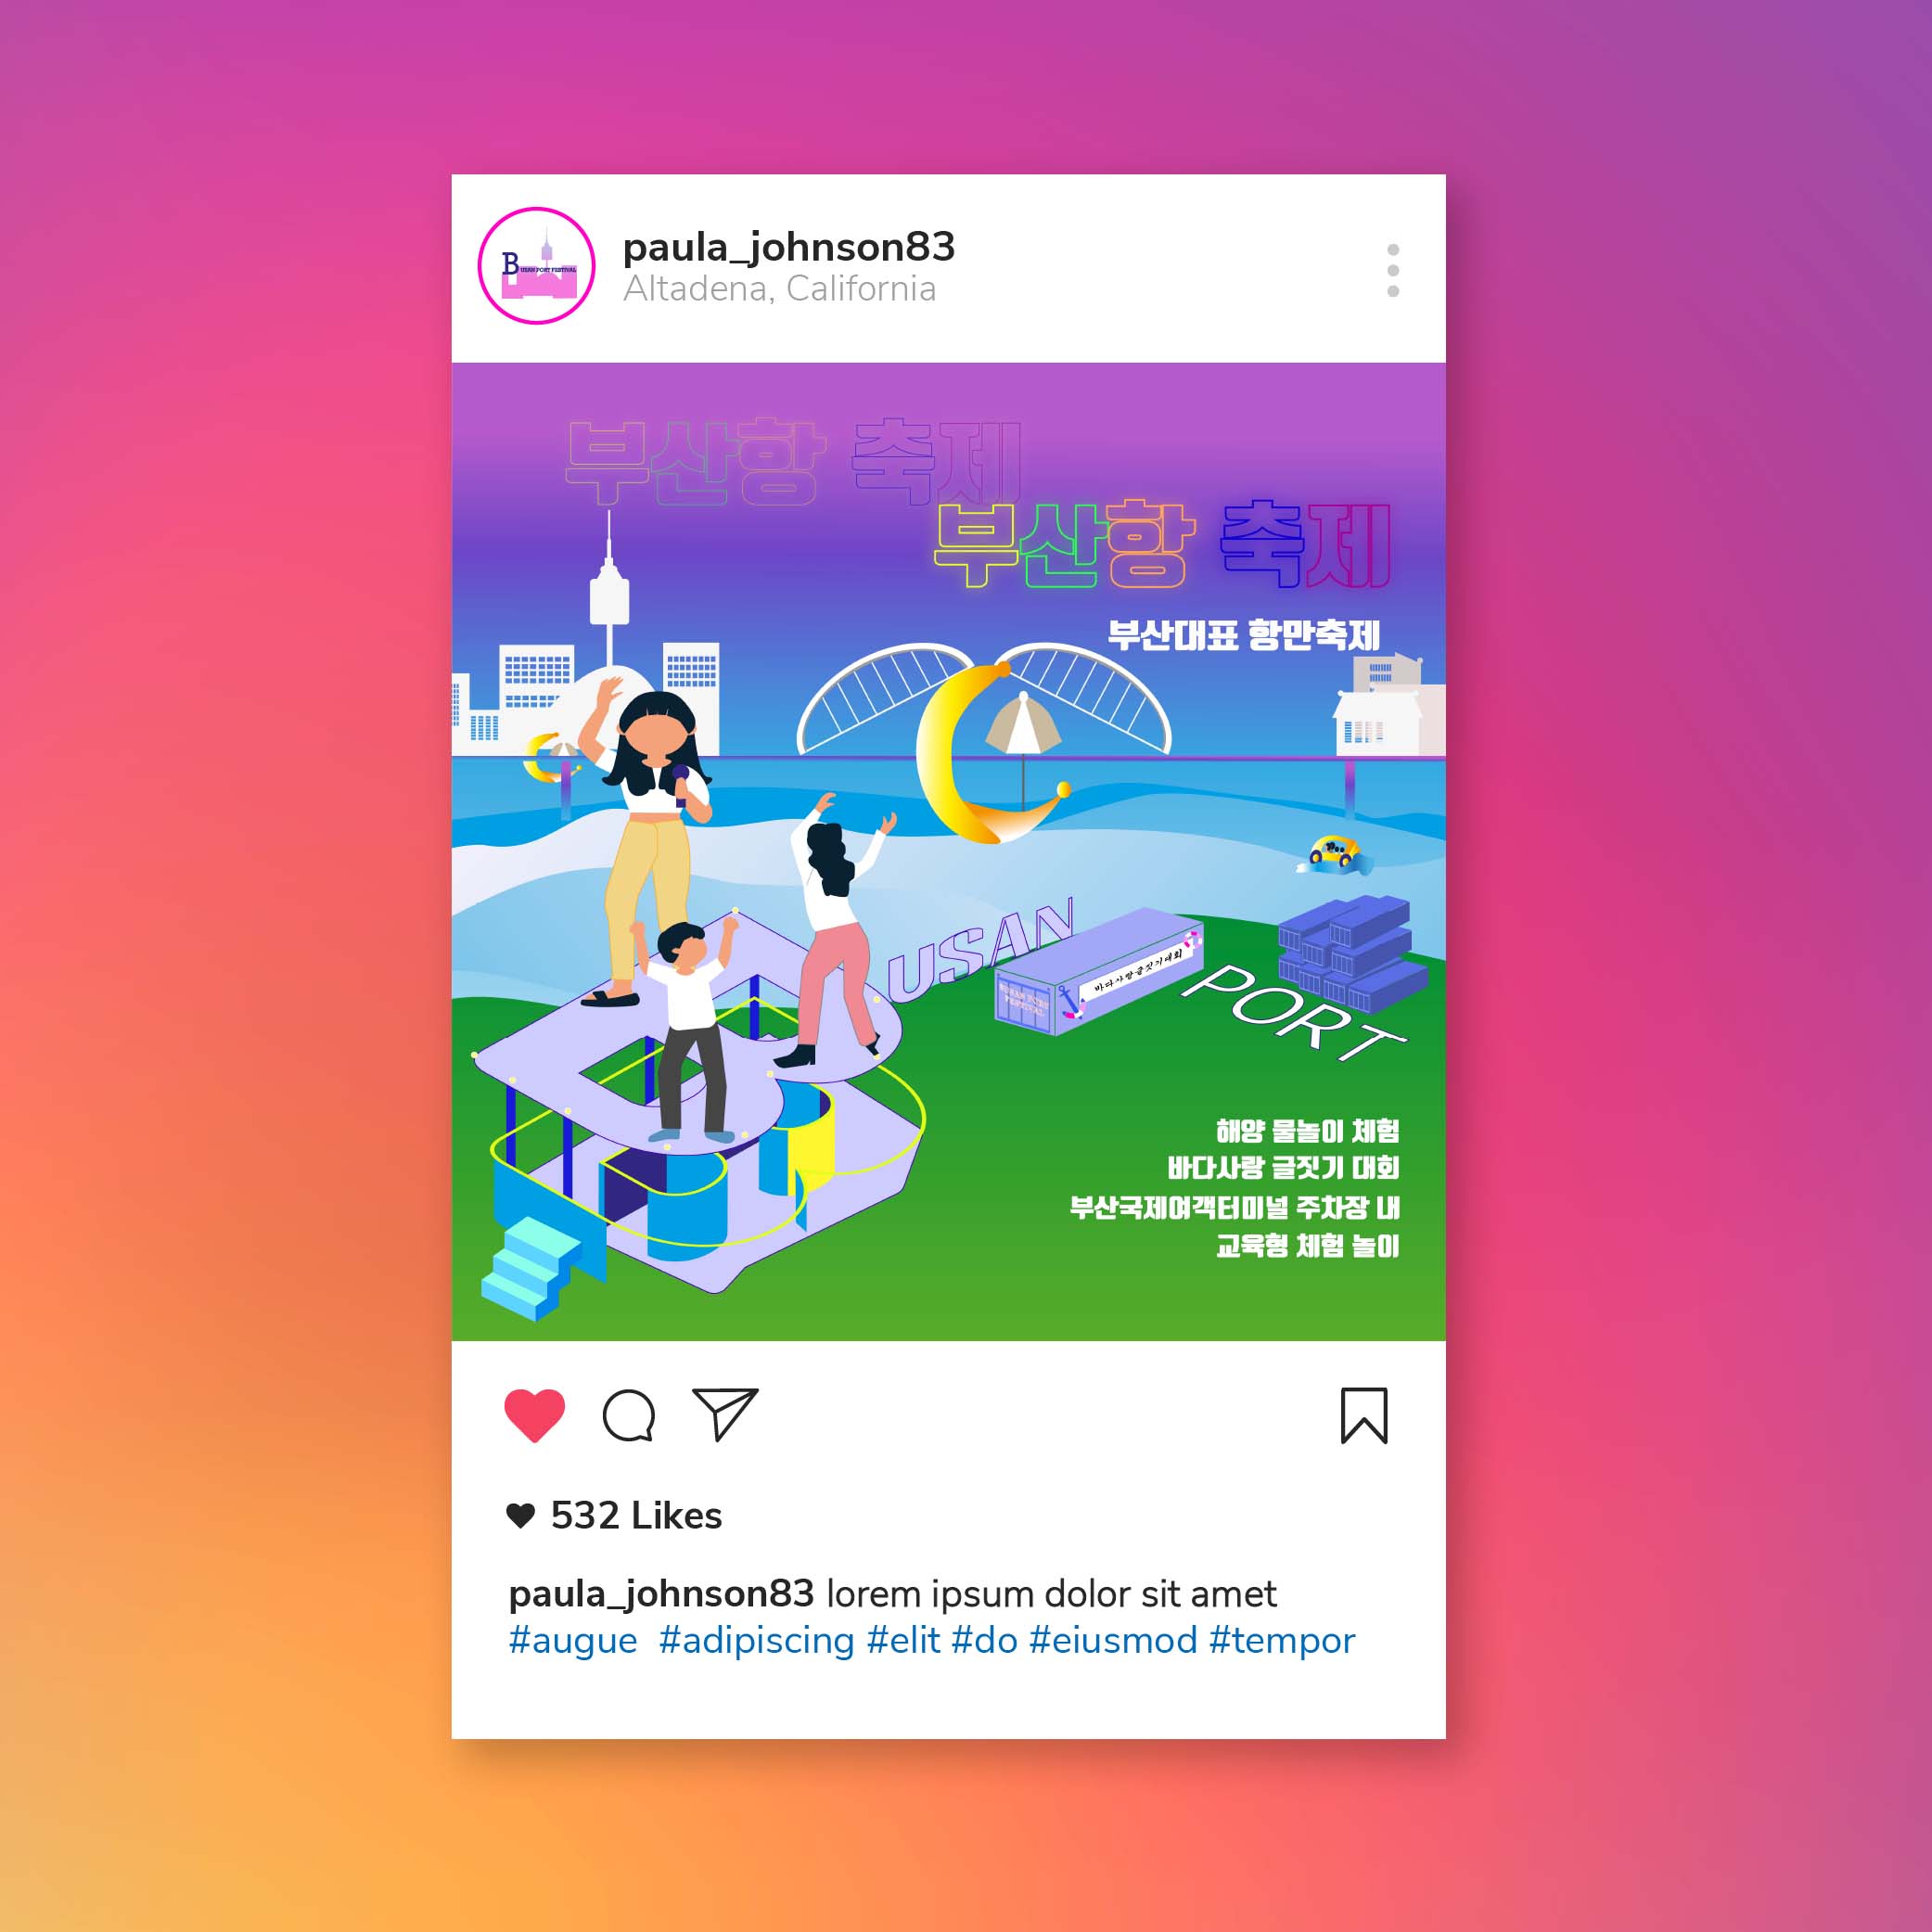 BUSAN PORT FESTIVAL
paula_johnson83
Altadena, California
부산항 축제
부산항 축제
부산대표 항만축제
USAN
바다사랑글짓기대회
BUSAN PORT
FESTIVAL
PORT
해양 물놀이 체험
바다사랑 글짓기 대회
부산국제여객터미널 주차장 내
교육형 체험 놀이
532 Likes
paula_johnson83 lorem ipsum dolor sit amet
#augue #adipiscing #elit #do #eiusmod #tempor